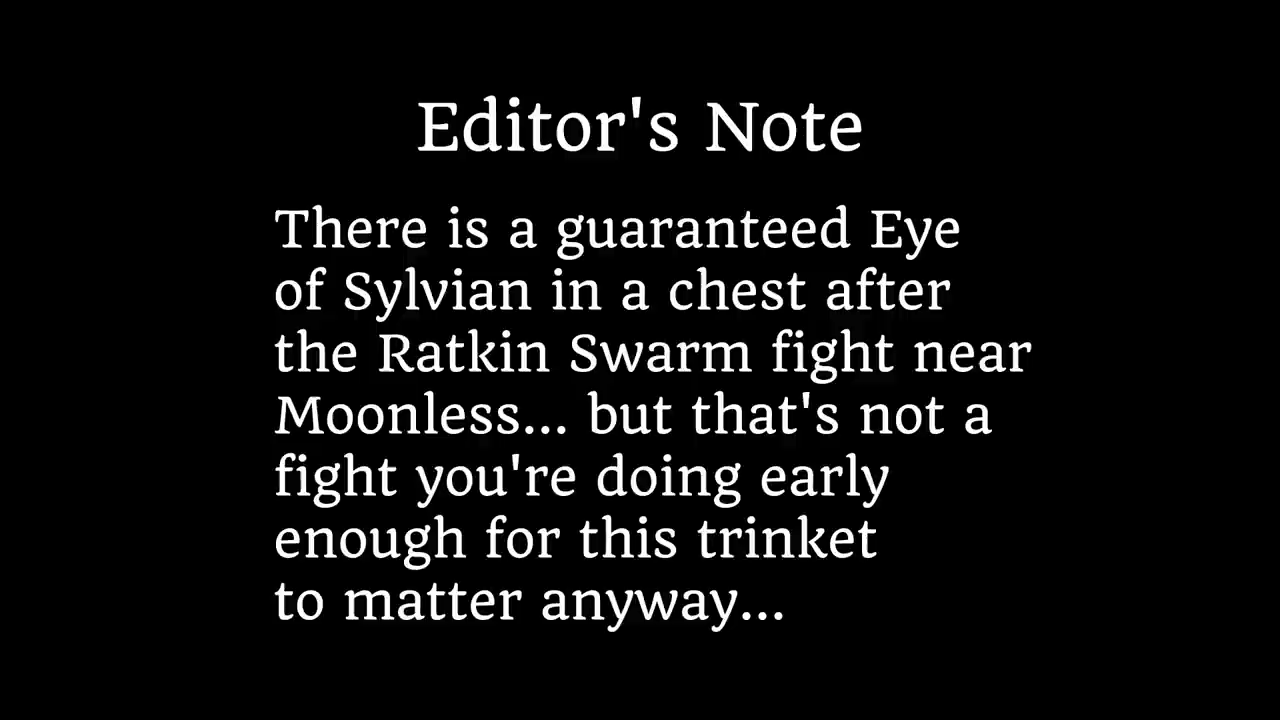 Editor's Note
There is a guaranteed Eye
of Sylvian in a chest after
the Ratkin Swarm fight near
Moonless... but that's not a
fight you're doing early
enough for this trinket
to matter anyway...